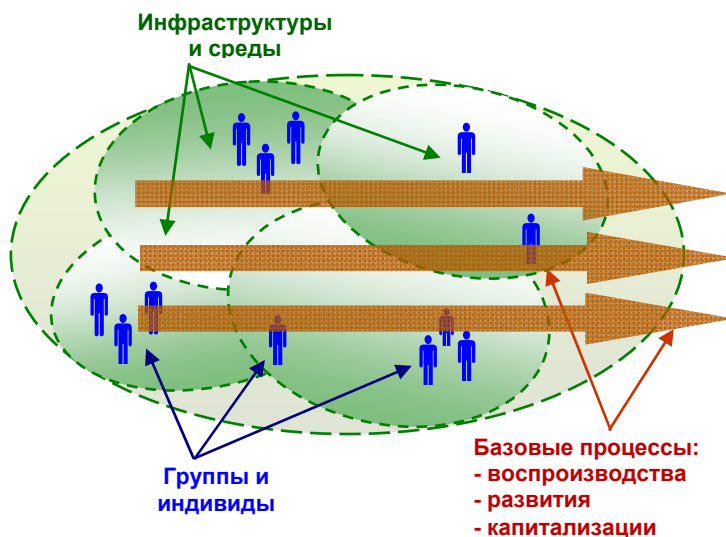 Инфраструктуры
и среды
Группы и
индивиды
Базовые процессы:
- воспроизводства
- развития
- капитализации